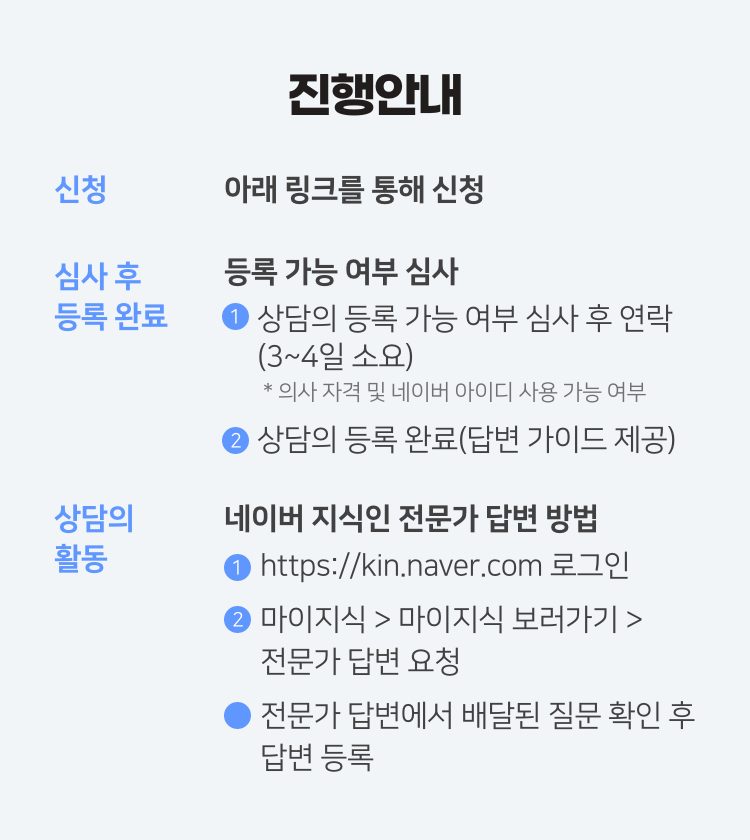 진행안내
신청
아래 링크를 통해 신청
심사 후
등록 완료
등록 가능 여부 심사
1 상담의 등록 가능 여부 심사 후 연락
(3~4일 소요)
* 의사 자격 및 네이버 아이디 사용 가능 여부
2 상담의 등록 완료(답변 가이드 제공)
상담의
활동
네이버 지식인 전문가 답변 방법
1 https://kin.naver.com 로그인
2 마이지식 > 마이지식 보러가기 >
전문가 답변 요청
전문가 답변에서 배달된 질문 확인 후
답변 등록